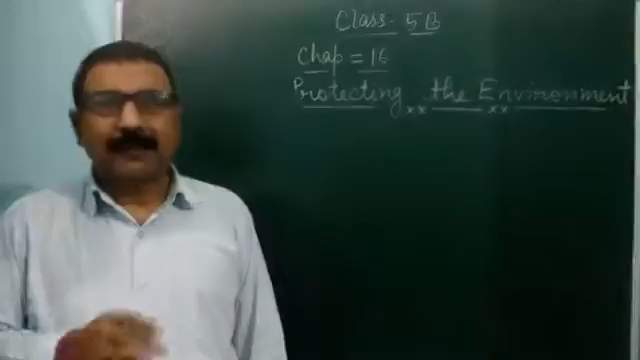 Class- 5B
Chap = 16
Protecting the Environment